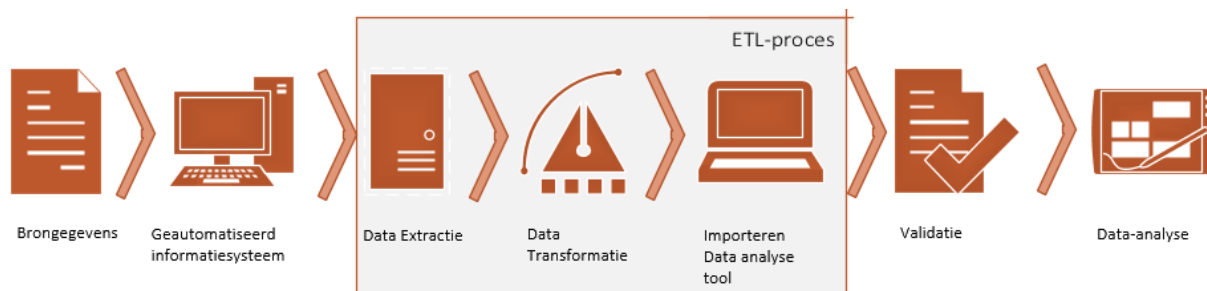 ETL-proces
Brongegevens
Geautomatiseerd
informatiesysteem
Data Extractie
Data
Transformatie
Importeren
Data analyse
tool
Validatie
Data-analyse